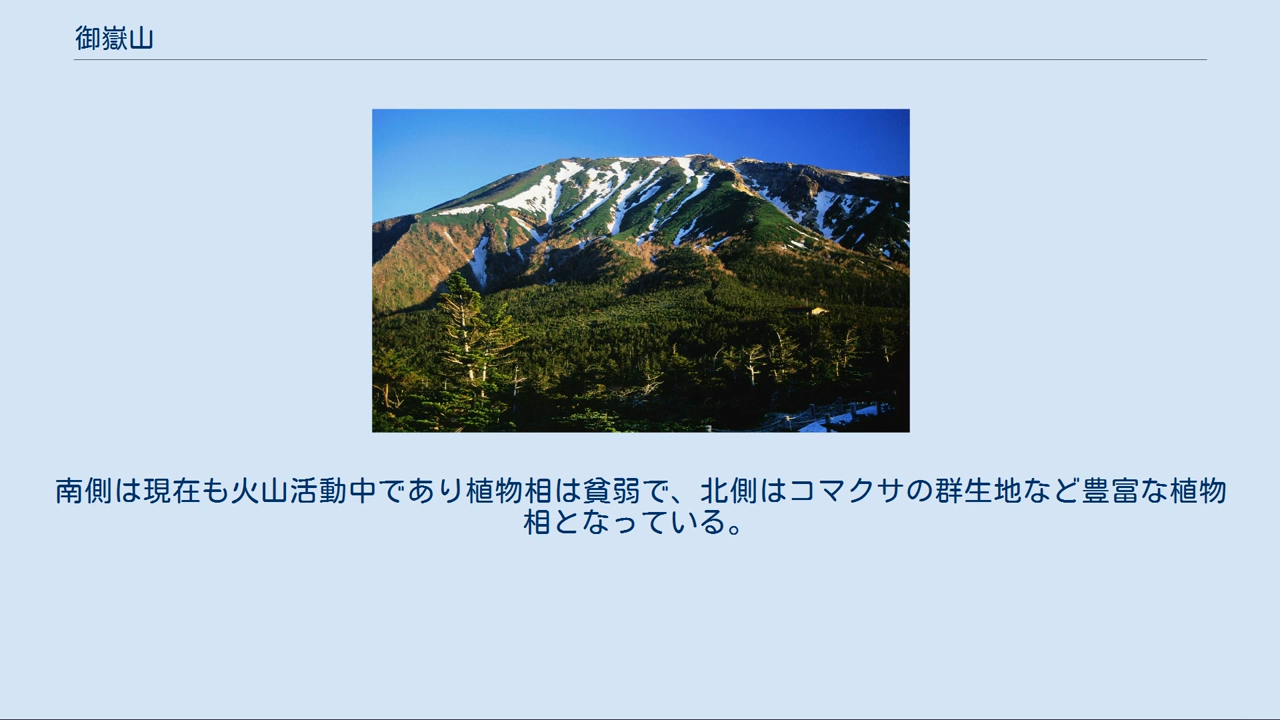 御嶽山
南側は現在も火山活動中であり植物相は貧弱で、北側はコマクサの群生地など豊富な植物
相となっている。